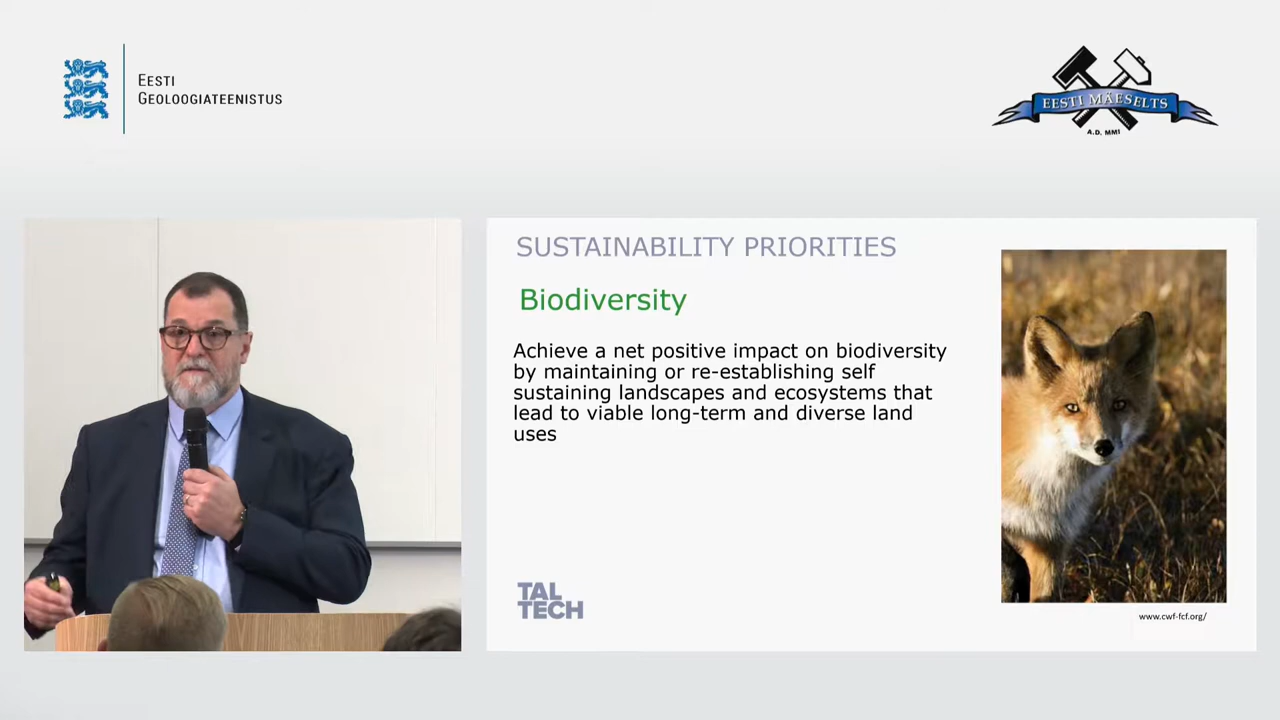 EESTI
GEOLOOGIATEENISTUS
EESTI MÄESELTS
A.D. MMI
SUSTAINABILITY PRIORITIES
Biodiversity
Achieve a net positive impact on biodiversity
by maintaining or re-establishing self
sustaining landscapes and ecosystems that
lead to viable long-term and diverse land
uses
TAL
TECH
www.cwf-fcf.org/